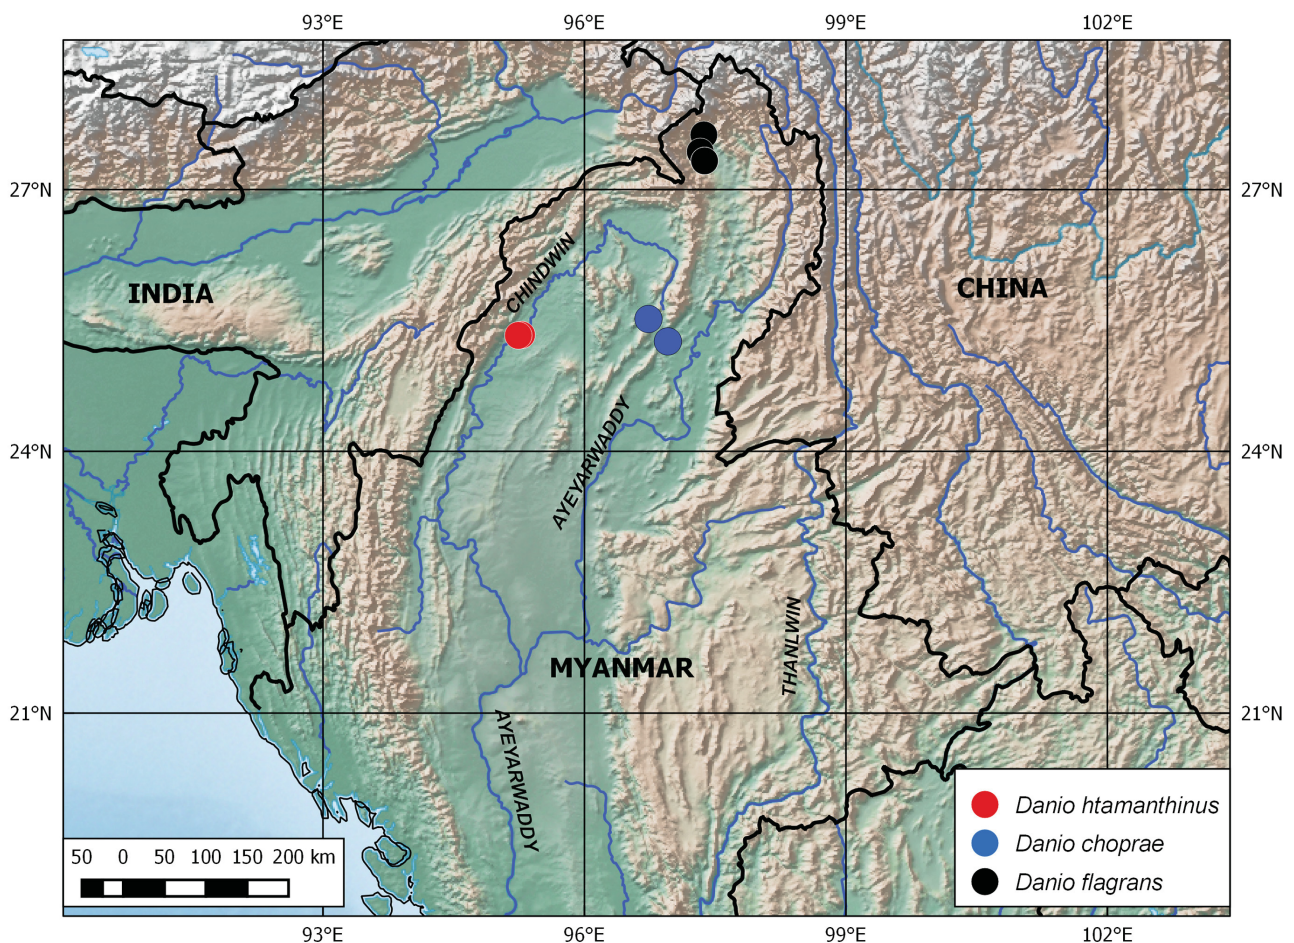 93°E 96°E 99°E 102°E
27°N 27°N
CHINDWIN
INDIA
CHINA
24°N 24°N
AYEYARWADDY
THANLWIN
MYANMAR
21°N 21°N
AYEYARWADDY
Danio htamanthinus
Danio choprae
Danio flagrans
50 0 50 100 150 200 km
93°E 96°E 99°E 102°E